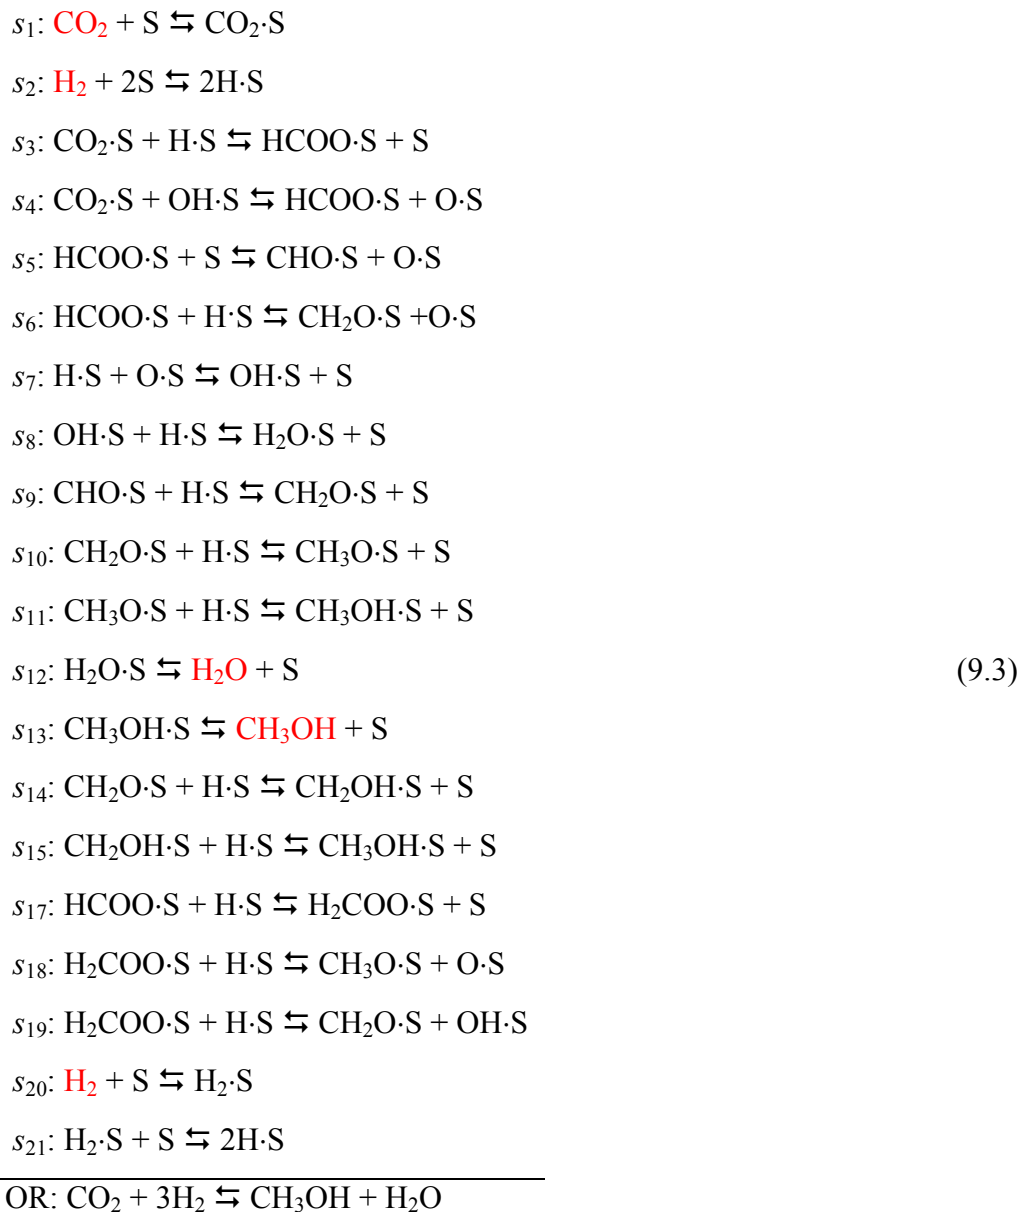 s₁: CO₂ + S ⇆ CO₂·S
s₂: H₂ + 2S ⇆ 2H·S
s₃: CO₂·S + H·S ⇆ HCOO·S + S
s₄: CO₂·S + OH·S ⇆ HCOO·S + O·S
s₅: HCOO·S + S ⇆ CHO·S + O·S
s₆: HCOO·S + H·S ⇆ CH₂O·S +O·S
s₇: H·S + O·S ⇆ OH·S + S
s₈: OH·S + H·S ⇆ H₂O·S + S
s₉: CHO·S + H·S ⇆ CH₂O·S + S
s₁₀: CH₂O·S + H·S ⇆ CH₃O·S + S
s₁₁: CH₃O·S + H·S ⇆ CH₃OH·S + S
s₁₂: H₂O·S ⇆ H₂O + S (9.3)
s₁₃: CH₃OH·S ⇆ CH₃OH + S
s₁₄: CH₂O·S + H·S ⇆ CH₂OH·S + S
s₁₅: CH₂OH·S + H·S ⇆ CH₃OH·S + S
s₁₇: HCOO·S + H·S ⇆ H₂COO·S + S
s₁₈: H₂COO·S + H·S ⇆ CH₃O·S + O·S
s₁₉: H₂COO·S + H·S ⇆ CH₂O·S + OH·S
s₂₀: H₂ + S ⇆ H₂·S
s₂₁: H₂·S + S ⇆ 2H·S
OR: CO₂ + 3H₂ ⇆ CH₃OH + H₂O